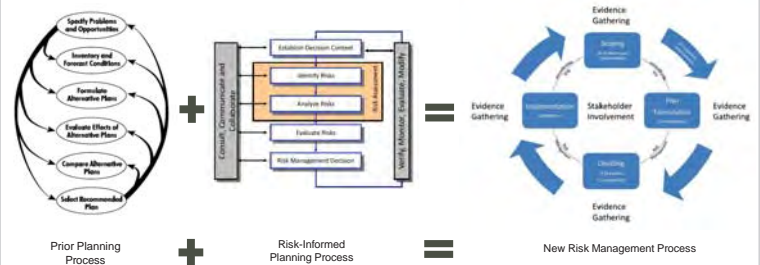 Specify Problems
and Opportunities
Inventory and
Forecast Conditions
Formulate
Alternative Plans
Evaluate Effects of
Alternative Plans
Compare Alternative
Plans
Select Recommended
Plan
+
Consult, Communicate and
Collaborate
Establish Decision Context
Identify Risks
Analyze Risks
Risk Assessment
Evaluate Risks
Risk Management Decision
Verify Monitor, Evaluate, Modify
=
Evidence
Gathering
Scoping
Evidence
Gathering
Implementation
Stakeholder
Involvement
Plan
Formulation
Evidence
Gathering
Deciding
Evidence
Gathering
Prior Planning
Process
+
Risk-Informed
Planning Process
=
New Risk Management Process